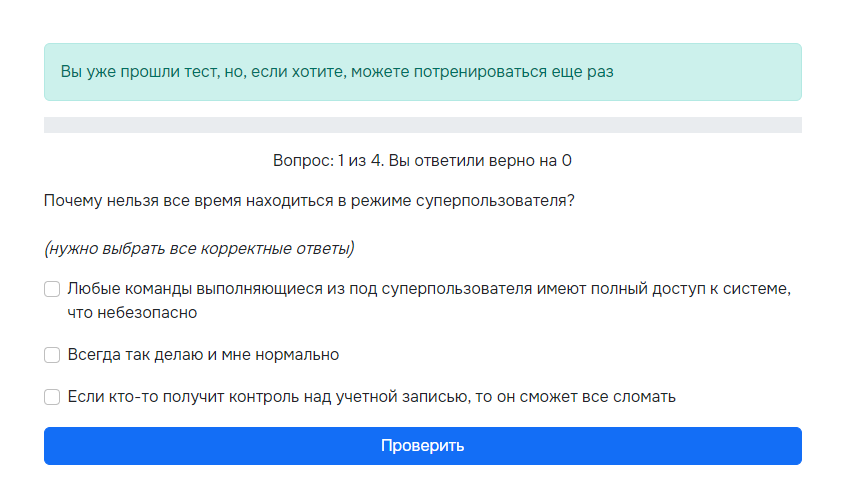 Вы уже прошли тест, но, если хотите, можете потренироваться еще раз
Вопрос: 1 из 4. Вы ответили верно на 0
Почему нельзя все время находиться в режиме суперпользователя?
(нужно выбрать все корректные ответы)
Любые команды выполняющиеся из под суперпользователя имеют полный доступ к системе,
что небезопасно
Всегда так делаю и мне нормально
Если кто-то получит контроль над учетной записью, то он сможет все сломать
Проверить